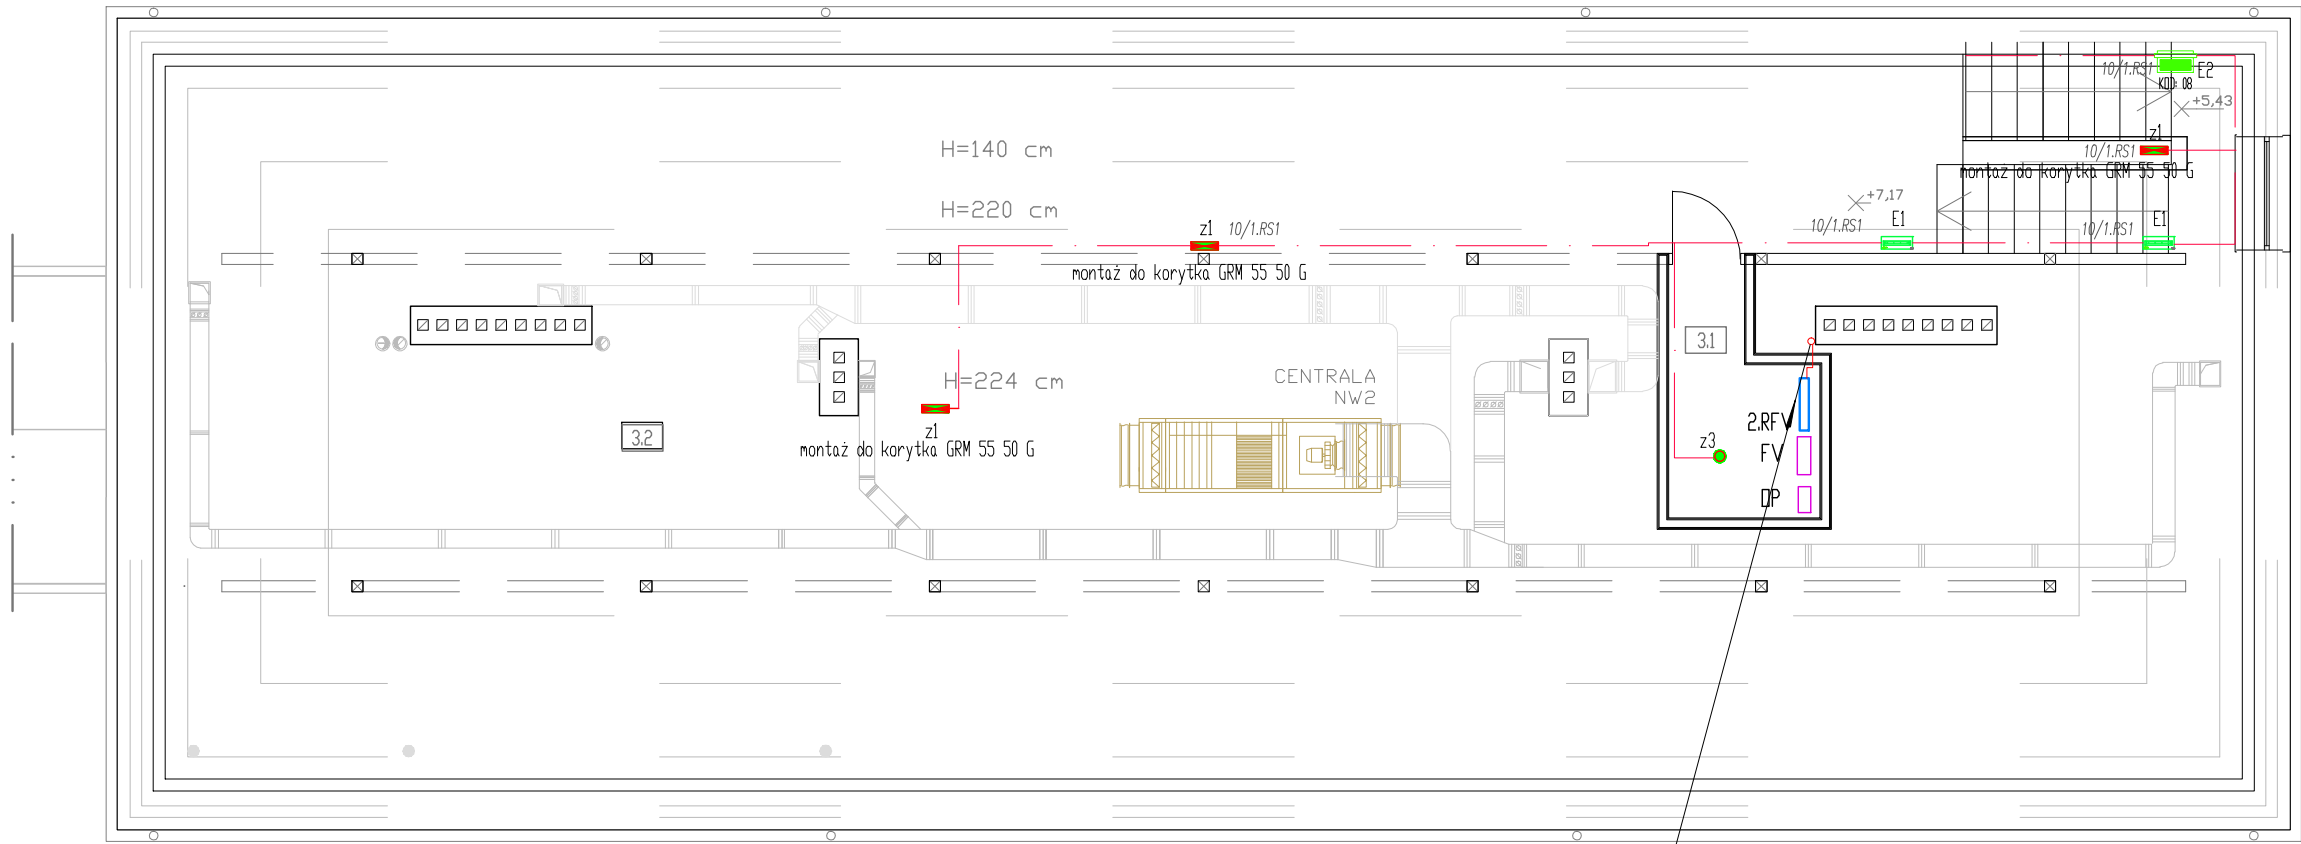 10/1.RS1
E2
KOD: 08
+5,43
z1
10/1.RS1
montaż do korytka GRM 55 50 G
H=140 cm
+7,17
H=220 cm
10/1.RS1
E1
10/1.RS1
E1
z1 10/1.RS1
montaż do korytka GRM 55 50 G
3.1
H=224 cm
CENTRALA
NW2
z1
montaż do korytka GRM 55 50 G
3.2
2.RFV
z3
FV
DP